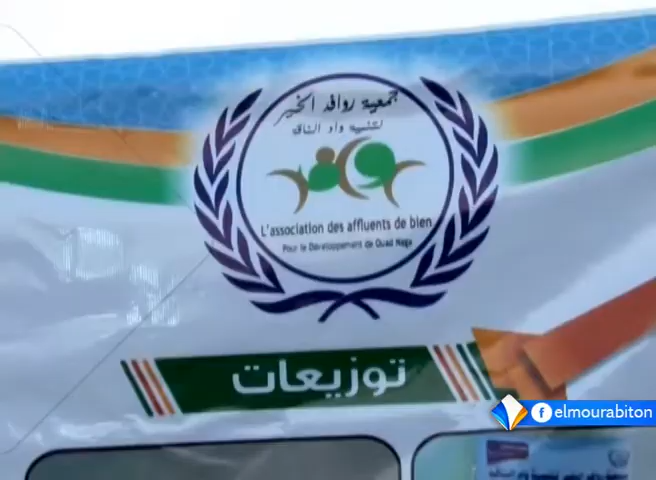 جمعية روافد الخير
لتنمية واد الناقة
L'association des affluents de bien
Pour le Développement de Ouad Naga
توزيعات
elmourabiton